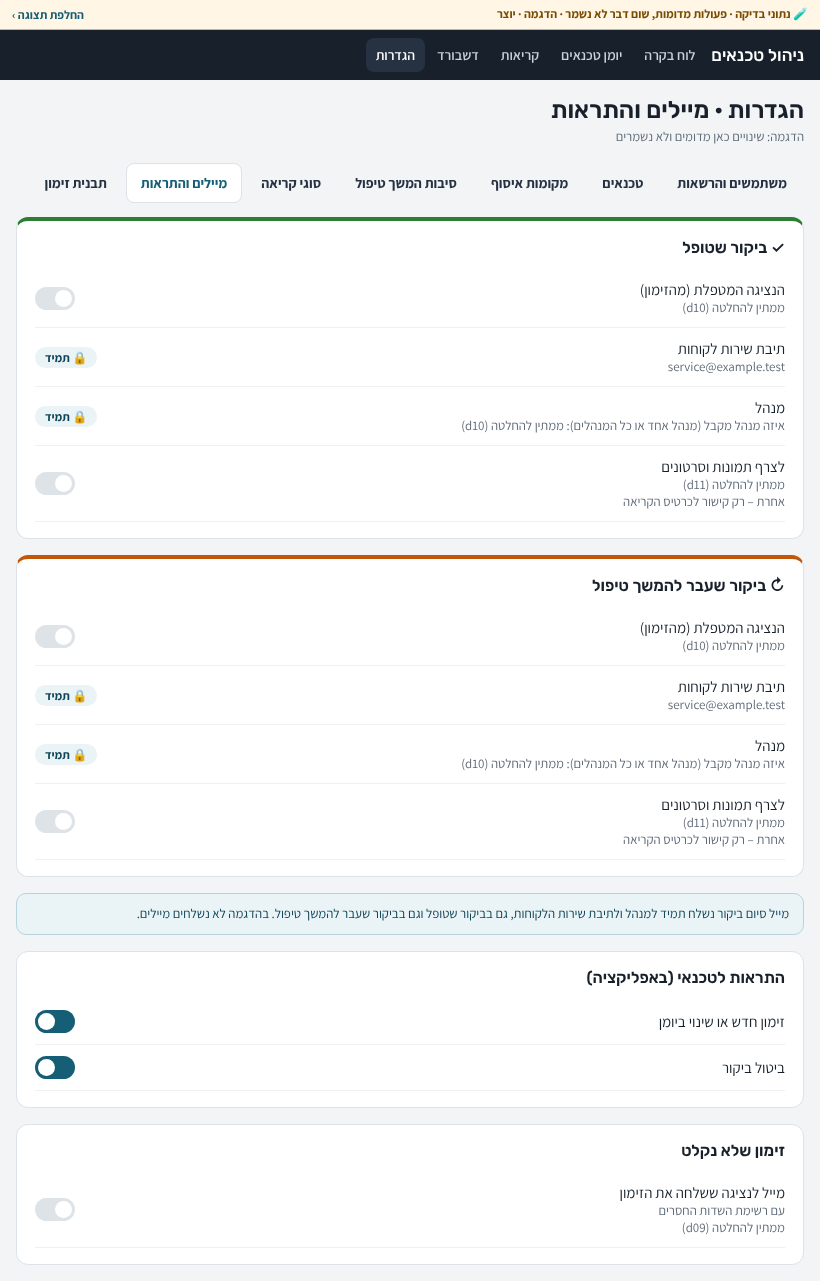 🧪 נתוני בדיקה · פעולות מדומות, שום דבר לא נשמר · הדגמה · יוצר
החלפת תצוגה ›
ניהול טכנאים
לוח בקרה
יומן טכנאים
קריאות
דשבורד
הגדרות
הגדרות • מיילים והתראות
הדגמה: שינויים כאן מדומים ולא נשמרים
משתמשים והרשאות
טכנאים
מקומות איסוף
סיבות המשך טיפול
סוגי קריאה
מיילים והתראות
תבנית זימון
✓ ביקור שטופל
הנציגה המטפלת (מהזימון)
ממתין להחלטה (d10)
תיבת שירות לקוחות
service@example.test
🔒 תמיד
מנהל
איזה מנהל מקבל (מנהל אחד או כל המנהלים): ממתין להחלטה (d10)
🔒 תמיד
לצרף תמונות וסרטונים
ממתין להחלטה (d11)
אחרת – רק קישור לכרטיס הקריאה
↻ ביקור שעבר להמשך טיפול
הנציגה המטפלת (מהזימון)
ממתין להחלטה (d10)
תיבת שירות לקוחות
service@example.test
🔒 תמיד
מנהל
איזה מנהל מקבל (מנהל אחד או כל המנהלים): ממתין להחלטה (d10)
🔒 תמיד
לצרף תמונות וסרטונים
ממתין להחלטה (d11)
אחרת – רק קישור לכרטיס הקריאה
מייל סיום ביקור נשלח תמיד למנהל ולתיבת שירות הלקוחות, גם בביקור שטופל וגם בביקור שעבר להמשך טיפול. בהדגמה לא נשלחים מיילים.
התראות לטכנאי (באפליקציה)
זימון חדש או שינוי ביומן
ביטול ביקור
זימון שלא נקלט
מייל לנציגה ששלחה את הזימון
עם רשימת השדות החסרים
ממתין להחלטה (d09)